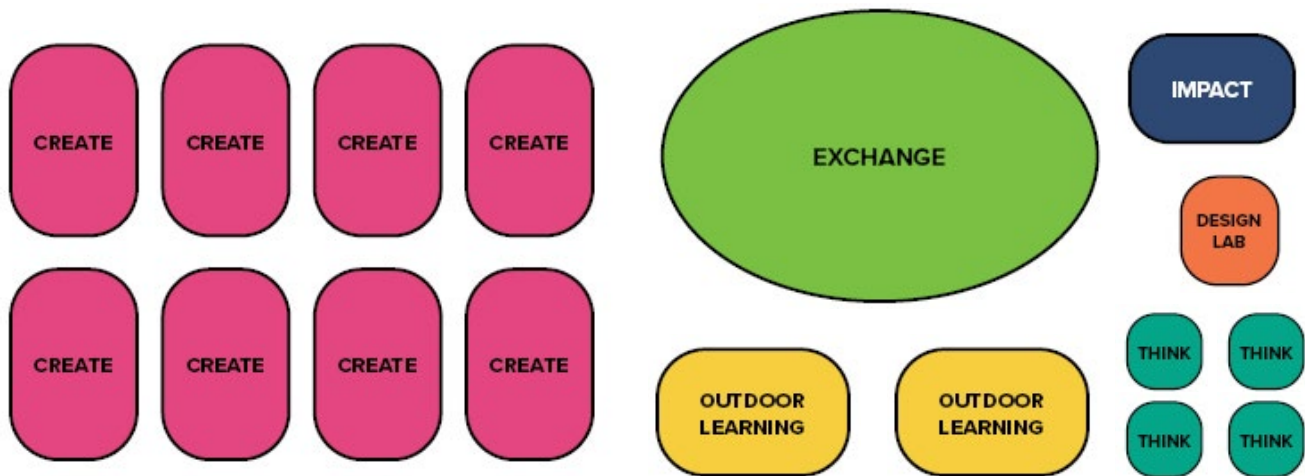 CREATE
CREATE
CREATE
CREATE
CREATE
CREATE
CREATE
CREATE
EXCHANGE
OUTDOOR
LEARNING
OUTDOOR
LEARNING
IMPACT
DESIGN
LAB
THINK
THINK
THINK
THINK